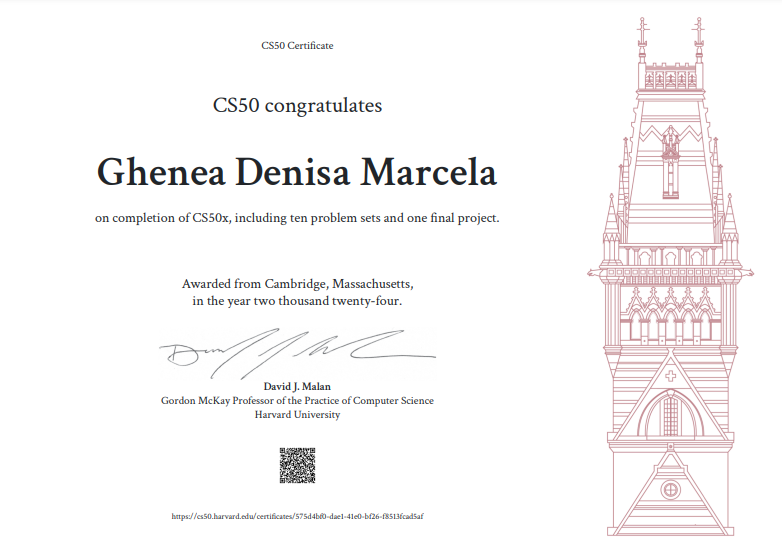 CS50 Certificate
CS50 congratulates
Ghenea Denisa Marcela
on completion of CS50x, including ten problem sets and one final project.
Awarded from Cambridge, Massachusetts,
in the year two thousand twenty-four.
David J. Malan
Gordon McKay Professor of the Practice of Computer Science
Harvard University
https://cs50.harvard.edu/certificates/575d4bf0-dae1-41e0-bf26-f8513fcad5af